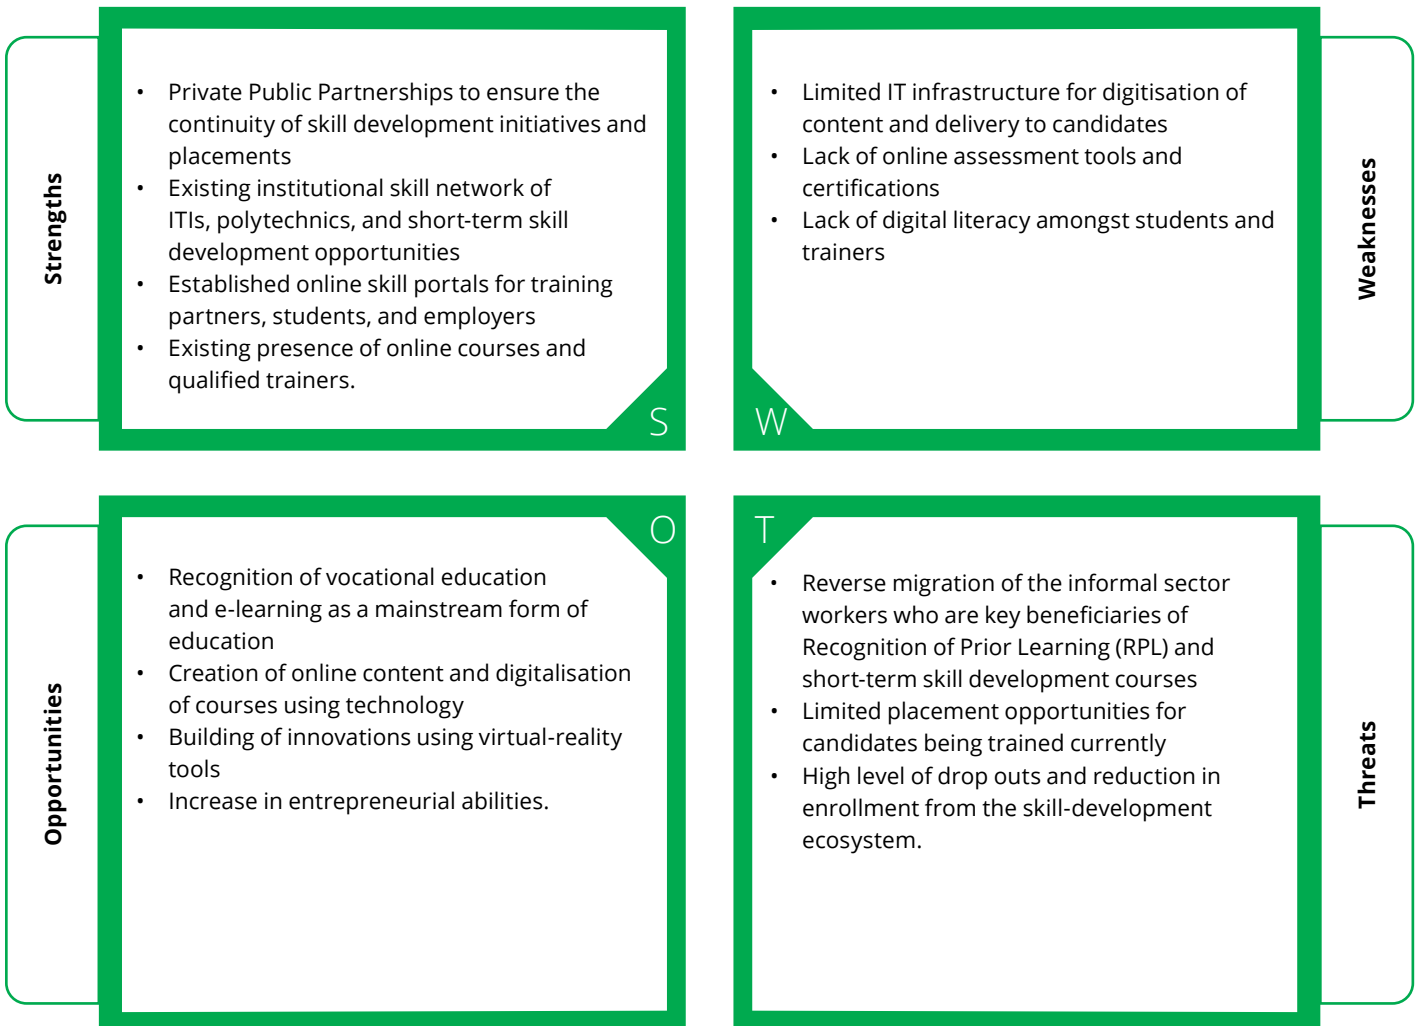 Strengths
• Private Public Partnerships to ensure the
continuity of skill development initiatives and
placements
• Existing institutional skill network of
ITIs, polytechnics, and short-term skill
development opportunities
• Established online skill portals for training
partners, students, and employers
• Existing presence of online courses and
qualified trainers.
S
• Limited IT infrastructure for digitisation of
content and delivery to candidates
• Lack of online assessment tools and
certifications
• Lack of digital literacy amongst students and
trainers
W
Weaknesses
Opportunities
O
• Recognition of vocational education
and e-learning as a mainstream form of
education
• Creation of online content and digitalisation
of courses using technology
• Building of innovations using virtual-reality
tools
• Increase in entrepreneurial abilities.
T
• Reverse migration of the informal sector
workers who are key beneficiaries of
Recognition of Prior Learning (RPL) and
short-term skill development courses
• Limited placement opportunities for
candidates being trained currently
• High level of drop outs and reduction in
enrollment from the skill-development
ecosystem.
Threats